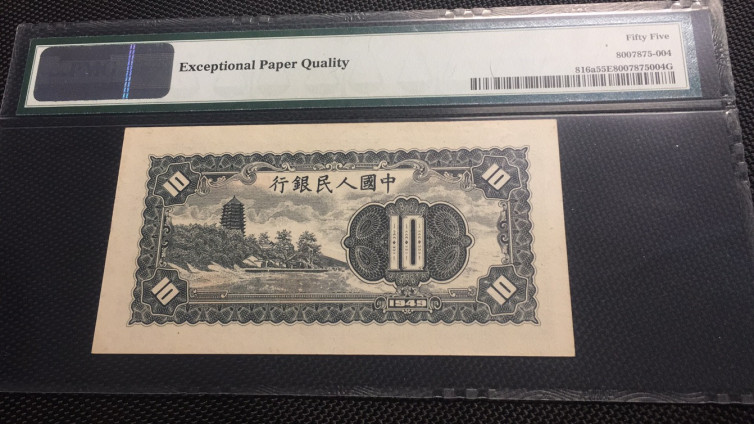 Fifty Five
8007875-004
Exceptional Paper Quality
816a55E8007875004G
行銀民人國中
10
10
10
10
10
1949